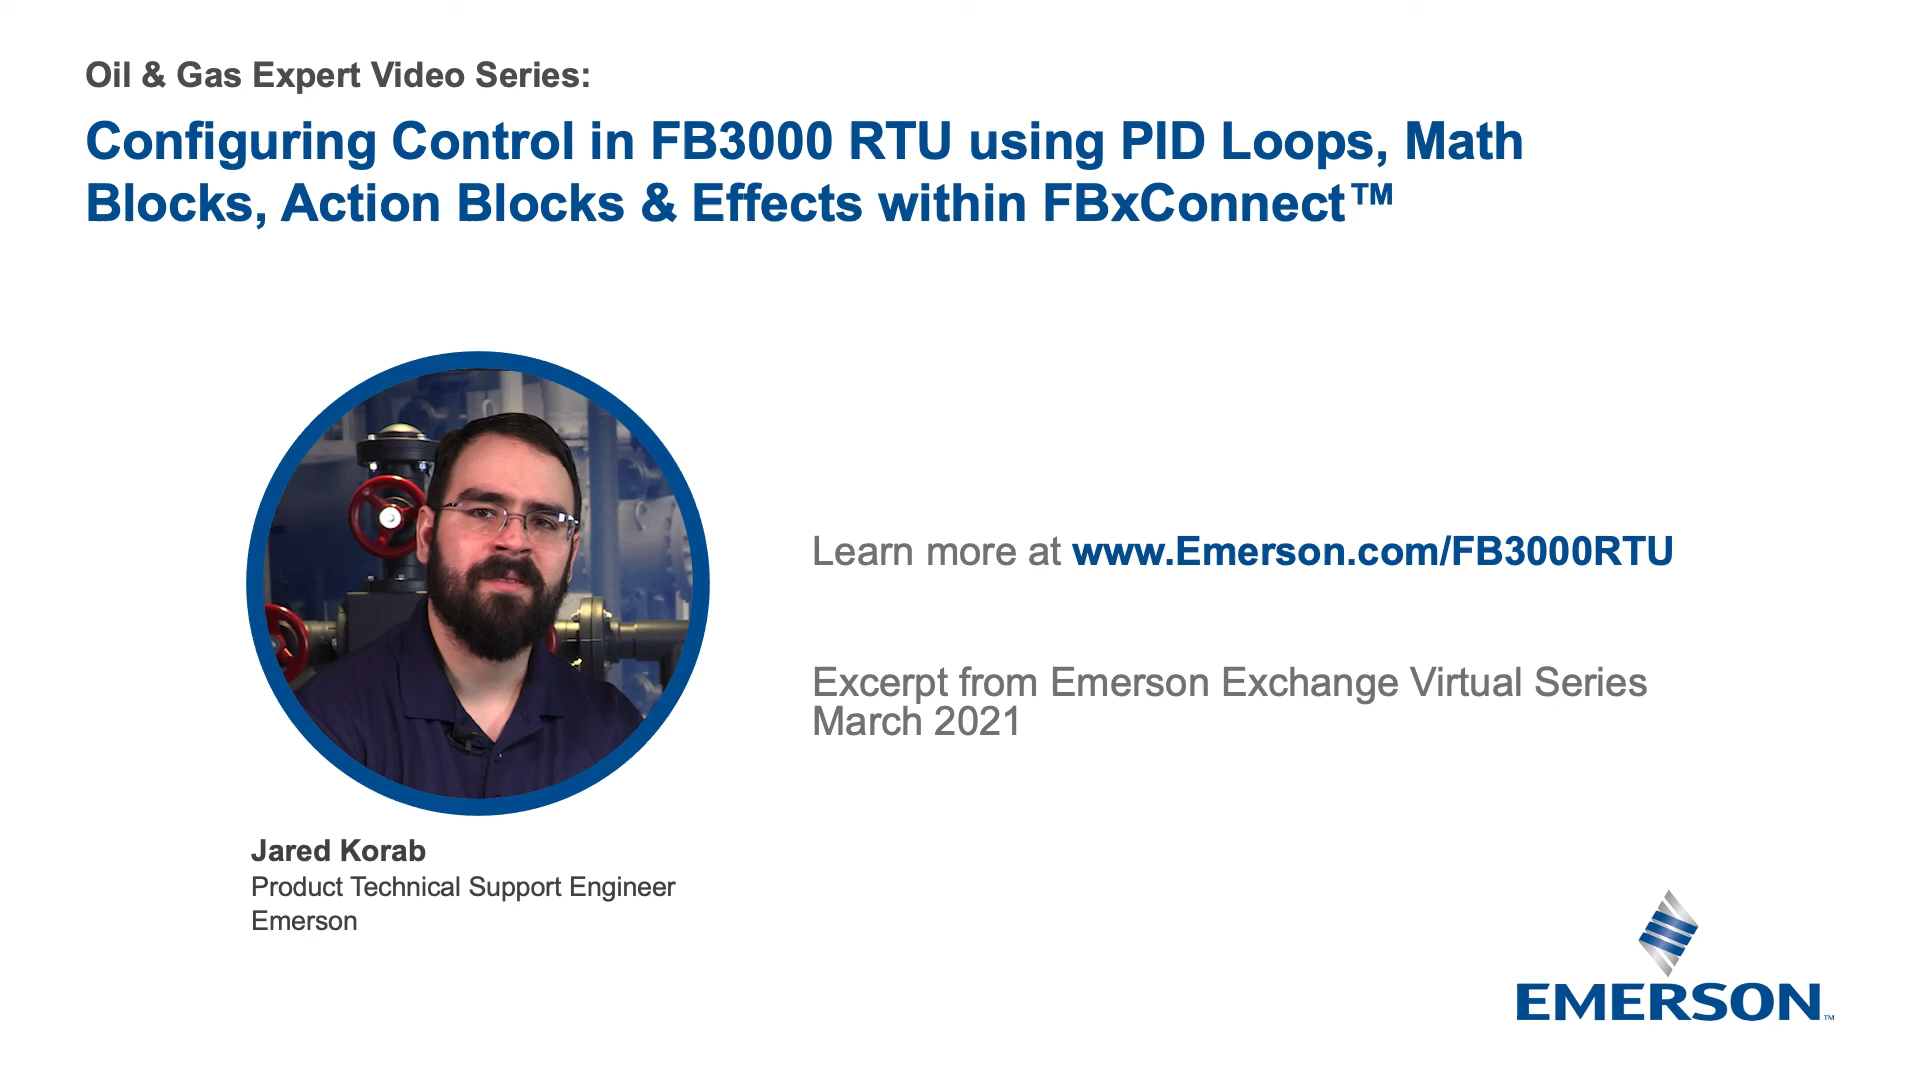 Oil & Gas Expert Video Series:
Configuring Control in FB3000 RTU using PID Loops, Math
Blocks, Action Blocks & Effects within FBxConnect™
Learn more at www.Emerson.com/FB3000RTU
Excerpt from Emerson Exchange Virtual Series
March 2021
Jared Korab
Product Technical Support Engineer
Emerson
EMERSON™